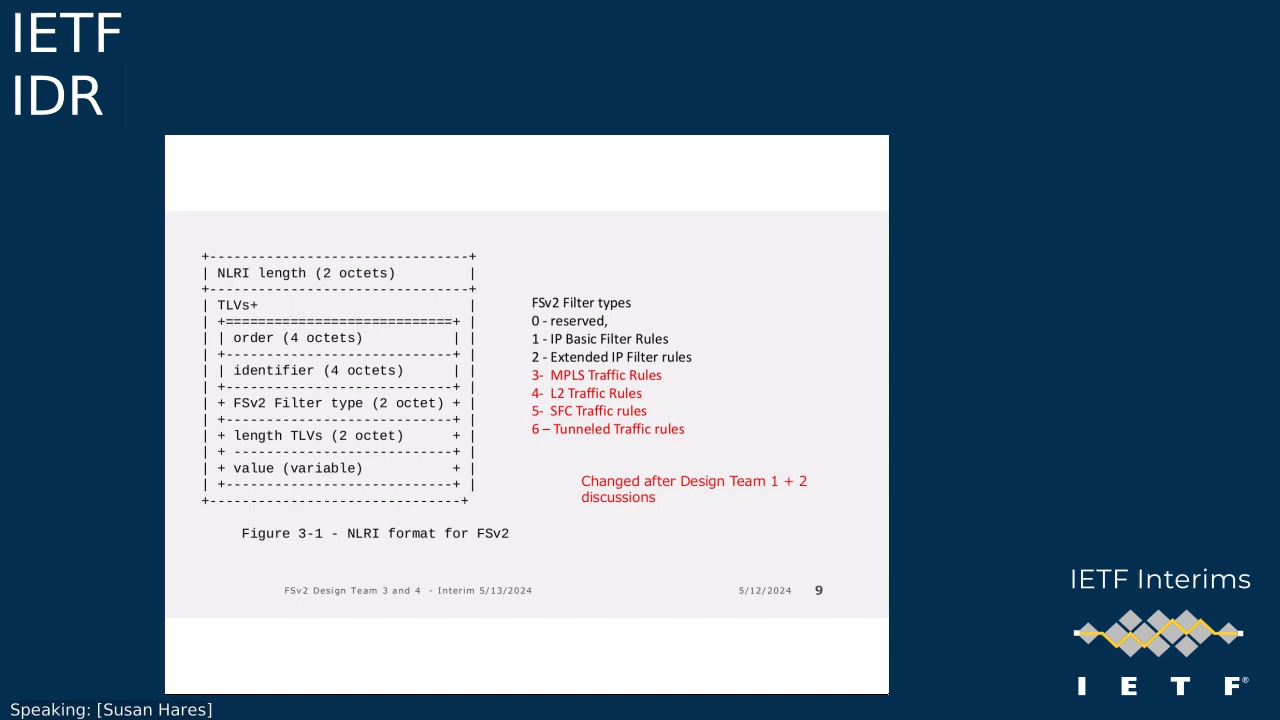 IETF
IDR
+--------------------------------+
| NLRI length (2 octets)         |
+--------------------------------+
| TLVs+                          |
| +============================+ |
| | order (4 octets)           | |
| +----------------------------+ |
| | identifier (4 octets)      | |
| +----------------------------+ |
| + FSv2 Filter type (2 octet) + |
| +----------------------------+ |
| + length TLVs (2 octet)      + |
| + ---------------------------+ |
| + value (variable)           + |
| +----------------------------+ |
+-------------------------------+
Figure 3-1 - NLRI format for FSv2
FSv2 Filter types
0 - reserved,
1 - IP Basic Filter Rules
2 - Extended IP Filter rules
3-  MPLS Traffic Rules
4-  L2 Traffic Rules
5-  SFC Traffic rules
6 – Tunneled Traffic rules
Changed after Design Team 1 + 2
discussions
FSv2 Design Team 3 and 4  - Interim 5/13/2024
5/12/2024
9
IETF Interims
I E T F®
Speaking: [Susan Hares]